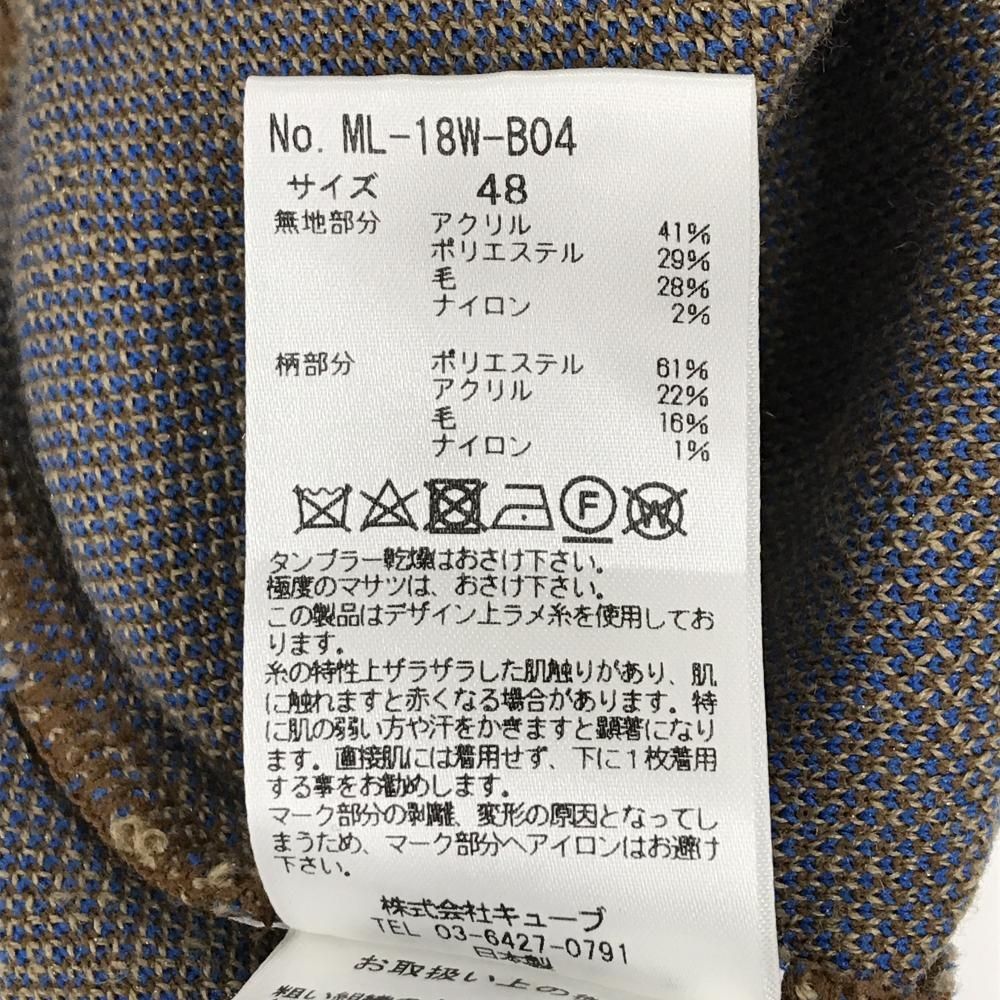 No. ML-18W-B04
サイズ 48
無地部分 アクリル 41%
ポリエステル 29%
毛 28%
ナイロン 2%
柄部分 ポリエステル 61%
アクリル 22%
毛 16%
ナイロン 1%
F W
タンブラー乾燥はおさけ下さい。
極度のマサツは、おさけ下さい。
この製品はデザイン上ラメ糸を使用してお
ります。
糸の特性上ザラザラした肌触りがあり、肌
に触れますと赤くなる場合があります。特
に肌の弱い方や汗をかきますと顕著になり
ます。直接肌には着用せず、下に1枚着用
する事をお勧めします。
マーク部分の剥離、変形の原因となってし
まうため、マーク部分へアイロンはお避け
下さい。
株式会社キューブ
TEL 03-6427-0791
日本製
お取扱い上の
粗い組織の